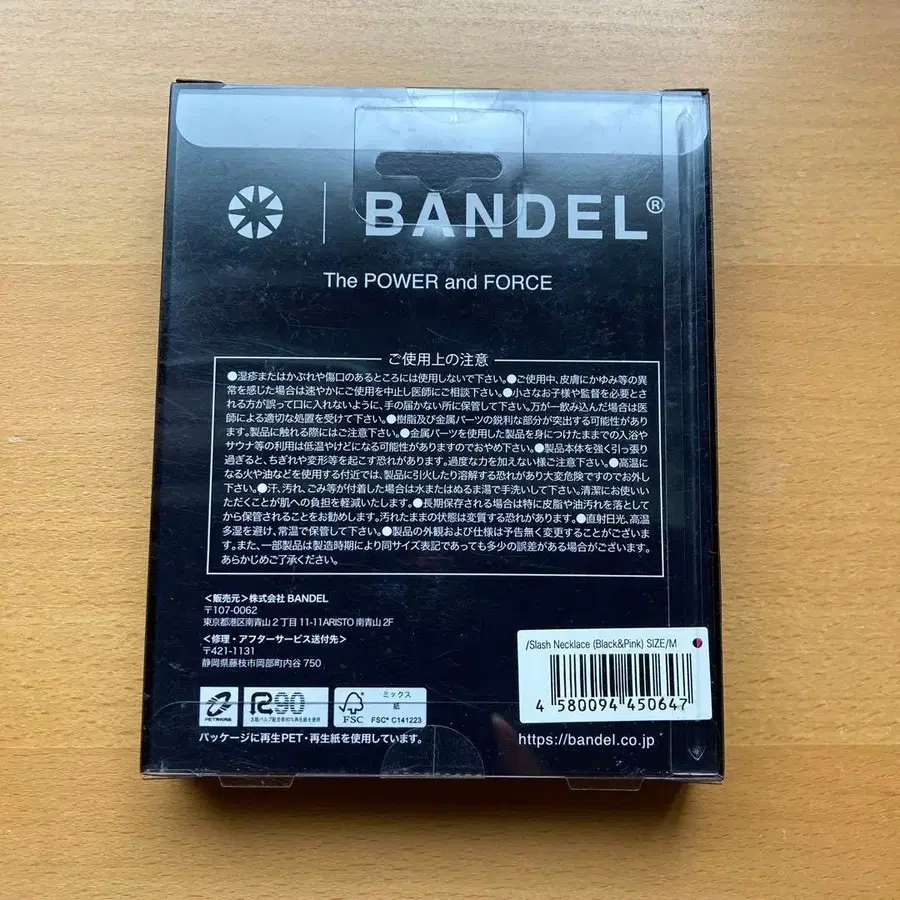 BANDEL®
The POWER and FORCE
ご使用上の注意
●湿疹またはかぶれや傷口のあるところには使用しないで下さい。●ご使用中、皮膚にかゆみ等の異
常を感じた場合は速やかにご使用を中止し医師にご相談下さい。●小さなお子様や監督を必要とさ
れる方が誤って口に入れないように、手の届かない所に保管して下さい。万が一飲み込んだ場合は医
師による適切な処置を受けて下さい。●樹脂及び金属パーツの鋭利な部分が突出する可能性があり
ます。製品に触れる際にはご注意下さい。●金属パーツを使用した製品を身につけたままでの入浴や
サウナ等の利用は低温やけどになる可能性がありますのでおやめ下さい。●製品本体を強く引っ張り
過ぎると、ちぎれや変形等を起こす恐れがあります。過度な力を加えない様ご注意下さい。●高温に
なる火や油などを使用する付近では、製品に引火したり溶解する恐れがあり大変危険ですのでお外し
下さい。●汗、汚れ、ごみ等が付着した場合は水またはぬるま湯で手洗いして下さい。清潔にお使いい
ただくことが肌への負担を軽減いたします。●長期保存される場合は特に皮脂や油汚れを落として
から保管されることをお勧めします。汚れたままの状態は変質する恐れがあります。●直射日光、高温
多湿を避け、常温で保管して下さい。●製品の外観および仕様は予告無く変更することがございま
す。また、一部製品は製造時期により同サイズ表記であっても多少の誤差がある場合がございます。
あらかじめご了承ください。
＜販売元＞株式会社 BANDEL
〒107-0062
東京都港区南青山 2 丁目 11-11ARISTO 南青山 2F
＜修理・アフターサービス送付先＞
〒421-1131
静岡県藤枝市岡部町内谷 750
/Slash Necklace (Black&Pink) SIZE/M
4 580094 450647
R90
古紙パルプ配合率90%再生紙を使用
FSC
ミックス
紙
FSC® C141223
パッケージに再生PET・再生紙を使用しています。
https://bandel.co.jp